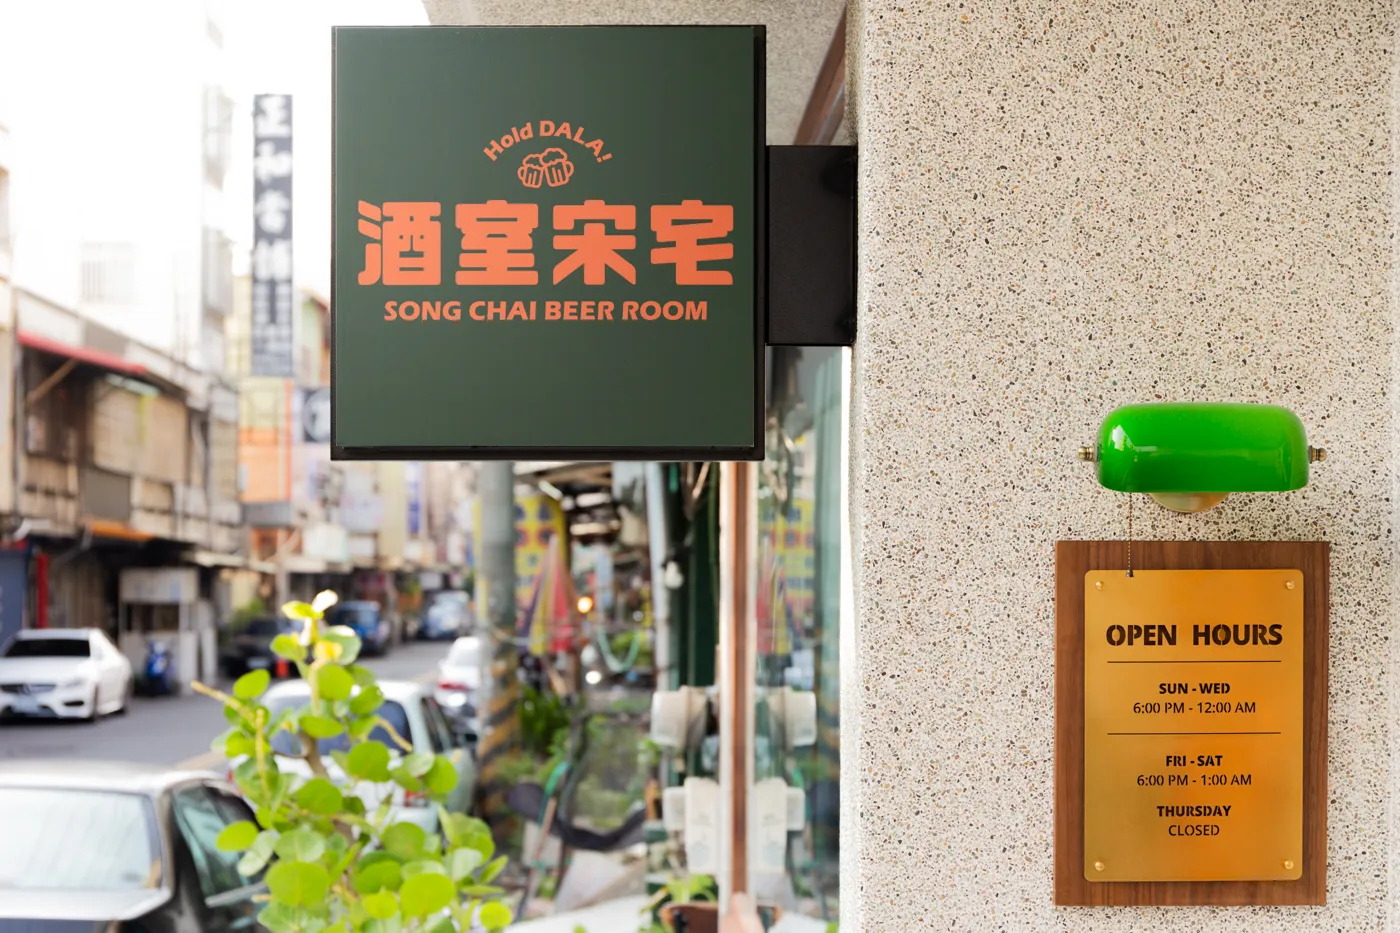 Hold DALA!
酒室宋宅
SONG CHAI BEER ROOM
OPEN HOURS
SUN - WED
6:00 PM - 12:00 AM
FRI - SAT
6:00 PM - 1:00 AM
THURSDAY
CLOSED